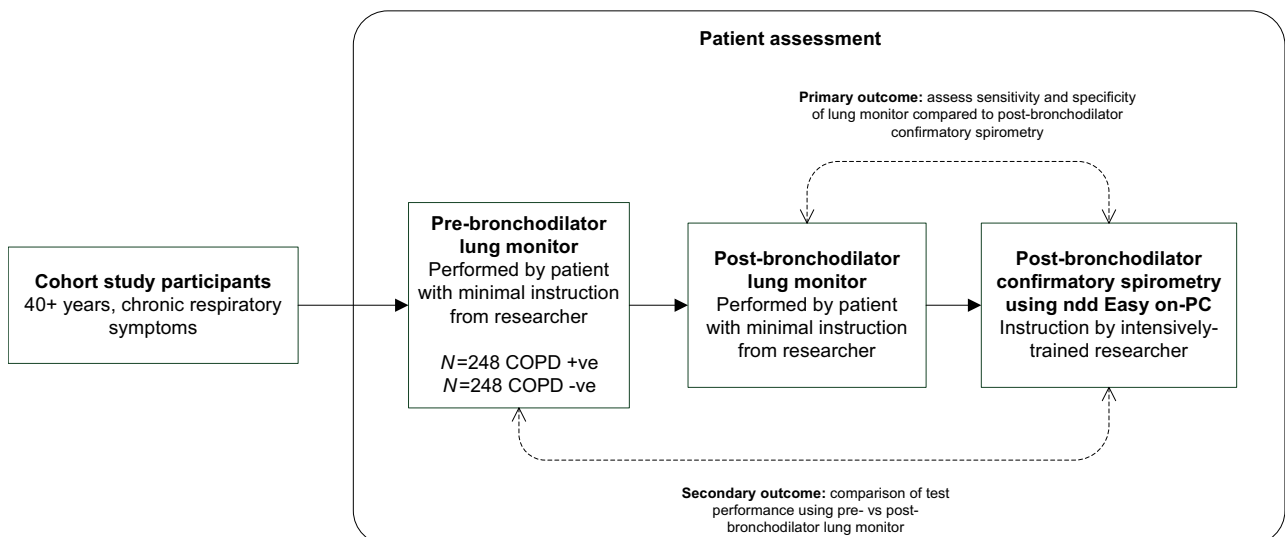 Patient assessment
Primary outcome: assess sensitivity and specificity
of lung monitor compared to post-bronchodilator
confirmatory spirometry
Cohort study participants
40+ years, chronic respiratory
symptoms
Pre-bronchodilator
lung monitor
Performed by patient
with minimal instruction
from researcher
N=248 COPD +ve
N=248 COPD -ve
Post-bronchodilator
lung monitor
Performed by patient
with minimal instruction
from researcher
Post-bronchodilator
confirmatory spirometry
using ndd Easy on-PC
Instruction by intensively-
trained researcher
Secondary outcome: comparison of test
performance using pre- vs post-
bronchodilator lung monitor